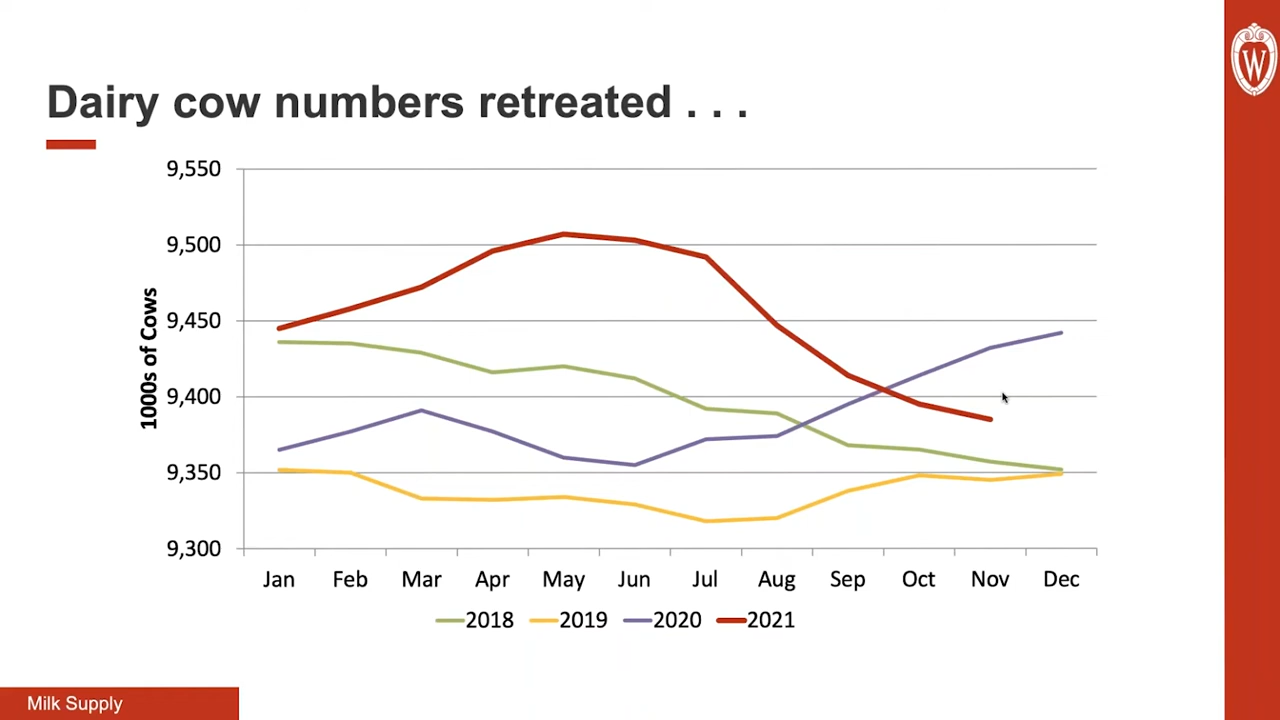 Dairy cow numbers retreated . . .
W
9,550
9,500
9,450
9,400
9,350
9,300
1000s of Cows
Jan Feb Mar Apr May Jun Jul Aug Sep Oct Nov Dec
2018 2019 2020 2021
Milk Supply